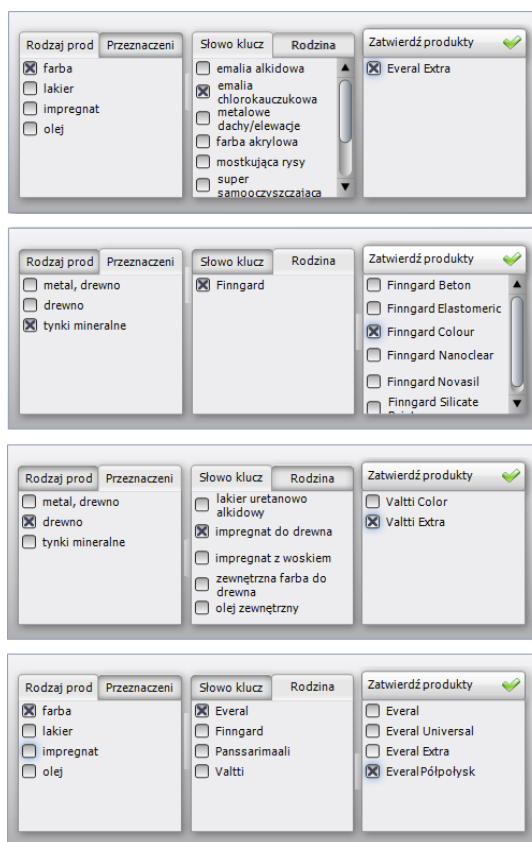 Rodzaj prod Przeznaczeni
farba
lakier
impregnat
olej
Słowo klucz Rodzina
emalia alkidowa
emalia
chlorokauczukowa
metalowe
dachy/elewacje
farba akrylowa
mostkująca rysy
super
samooczyszczająca
Zatwierdź produkty
Everal Extra
Rodzaj prod Przeznaczeni
metal, drewno
drewno
tynki mineralne
Słowo klucz Rodzina
Finngard
Zatwierdź produkty
Finngard Beton
Finngard Elastomeric
Finngard Colour
Finngard Nanoclear
Finngard Novasil
Finngard Silicate
Rodzaj prod Przeznaczeni
metal, drewno
drewno
tynki mineralne
Słowo klucz Rodzina
lakier uretanowo
alkidowy
impregnat do drewna
impregnat z woskiem
zewnętrzna farba do
drewna
olej zewnętrzny
Zatwierdź produkty
Valtti Color
Valtti Extra
Rodzaj prod Przeznaczeni
farba
lakier
impregnat
olej
Słowo klucz Rodzina
Everal
Finngard
Panssarimaali
Valtti
Zatwierdź produkty
Everal
Everal Universal
Everal Extra
Everal Półpołysk